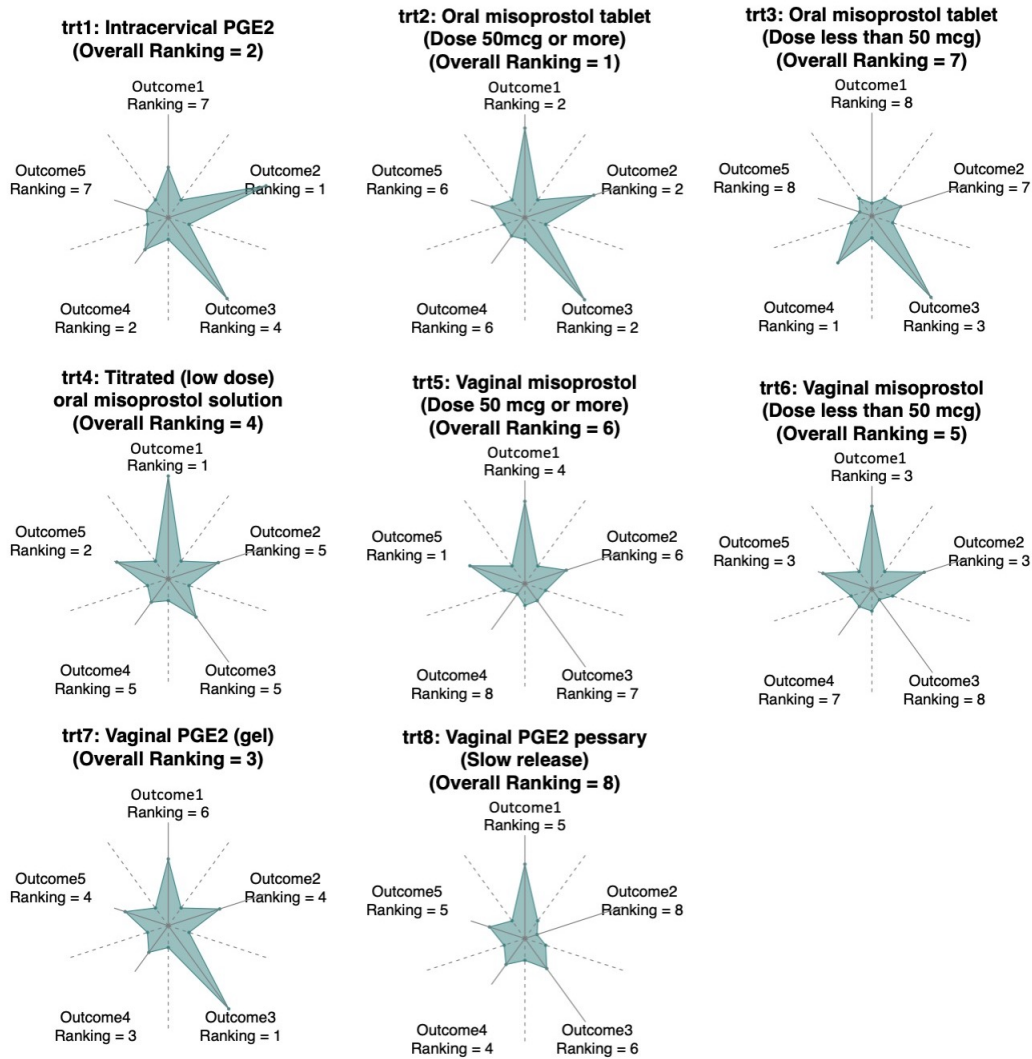 trt1: Intracervical PGE2
(Overall Ranking = 2)
Outcome1
Ranking = 7
Outcome2
Ranking = 1
Outcome3
Ranking = 4
Outcome4
Ranking = 2
Outcome5
Ranking = 7
trt2: Oral misoprostol tablet
(Dose 50mcg or more)
(Overall Ranking = 1)
Outcome1
Ranking = 2
Outcome2
Ranking = 2
Outcome3
Ranking = 2
Outcome4
Ranking = 6
Outcome5
Ranking = 6
trt3: Oral misoprostol tablet
(Dose less than 50 mcg)
(Overall Ranking = 7)
Outcome1
Ranking = 8
Outcome2
Ranking = 7
Outcome3
Ranking = 3
Outcome4
Ranking = 1
Outcome5
Ranking = 8
trt4: Titrated (low dose)
oral misoprostol solution
(Overall Ranking = 4)
Outcome1
Ranking = 1
Outcome2
Ranking = 5
Outcome3
Ranking = 5
Outcome4
Ranking = 5
Outcome5
Ranking = 2
trt5: Vaginal misoprostol
(Dose 50 mcg or more)
(Overall Ranking = 6)
Outcome1
Ranking = 4
Outcome2
Ranking = 6
Outcome3
Ranking = 7
Outcome4
Ranking = 8
Outcome5
Ranking = 1
trt6: Vaginal misoprostol
(Dose less than 50 mcg)
(Overall Ranking = 5)
Outcome1
Ranking = 3
Outcome2
Ranking = 3
Outcome3
Ranking = 8
Outcome4
Ranking = 7
Outcome5
Ranking = 3
trt7: Vaginal PGE2 (gel)
(Overall Ranking = 3)
Outcome1
Ranking = 6
Outcome2
Ranking = 4
Outcome3
Ranking = 1
Outcome4
Ranking = 3
Outcome5
Ranking = 4
trt8: Vaginal PGE2 pessary
(Slow release)
(Overall Ranking = 8)
Outcome1
Ranking = 5
Outcome2
Ranking = 8
Outcome3
Ranking = 6
Outcome4
Ranking = 4
Outcome5
Ranking = 5